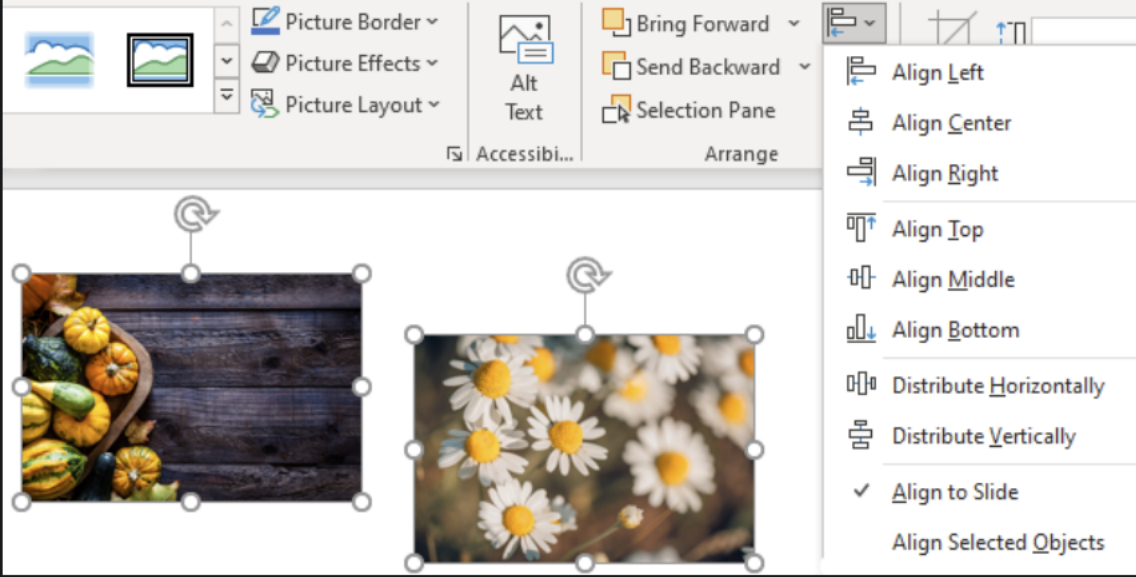 Picture Border
Picture Effects
Picture Layout
Alt
Text
Accessibi...
Bring Forward
Send Backward
Selection Pane
Arrange
Align Left
Align Center
Align Right
Align Top
Align Middle
Align Bottom
Distribute Horizontally
Distribute Vertically
Align to Slide
Align Selected Objects